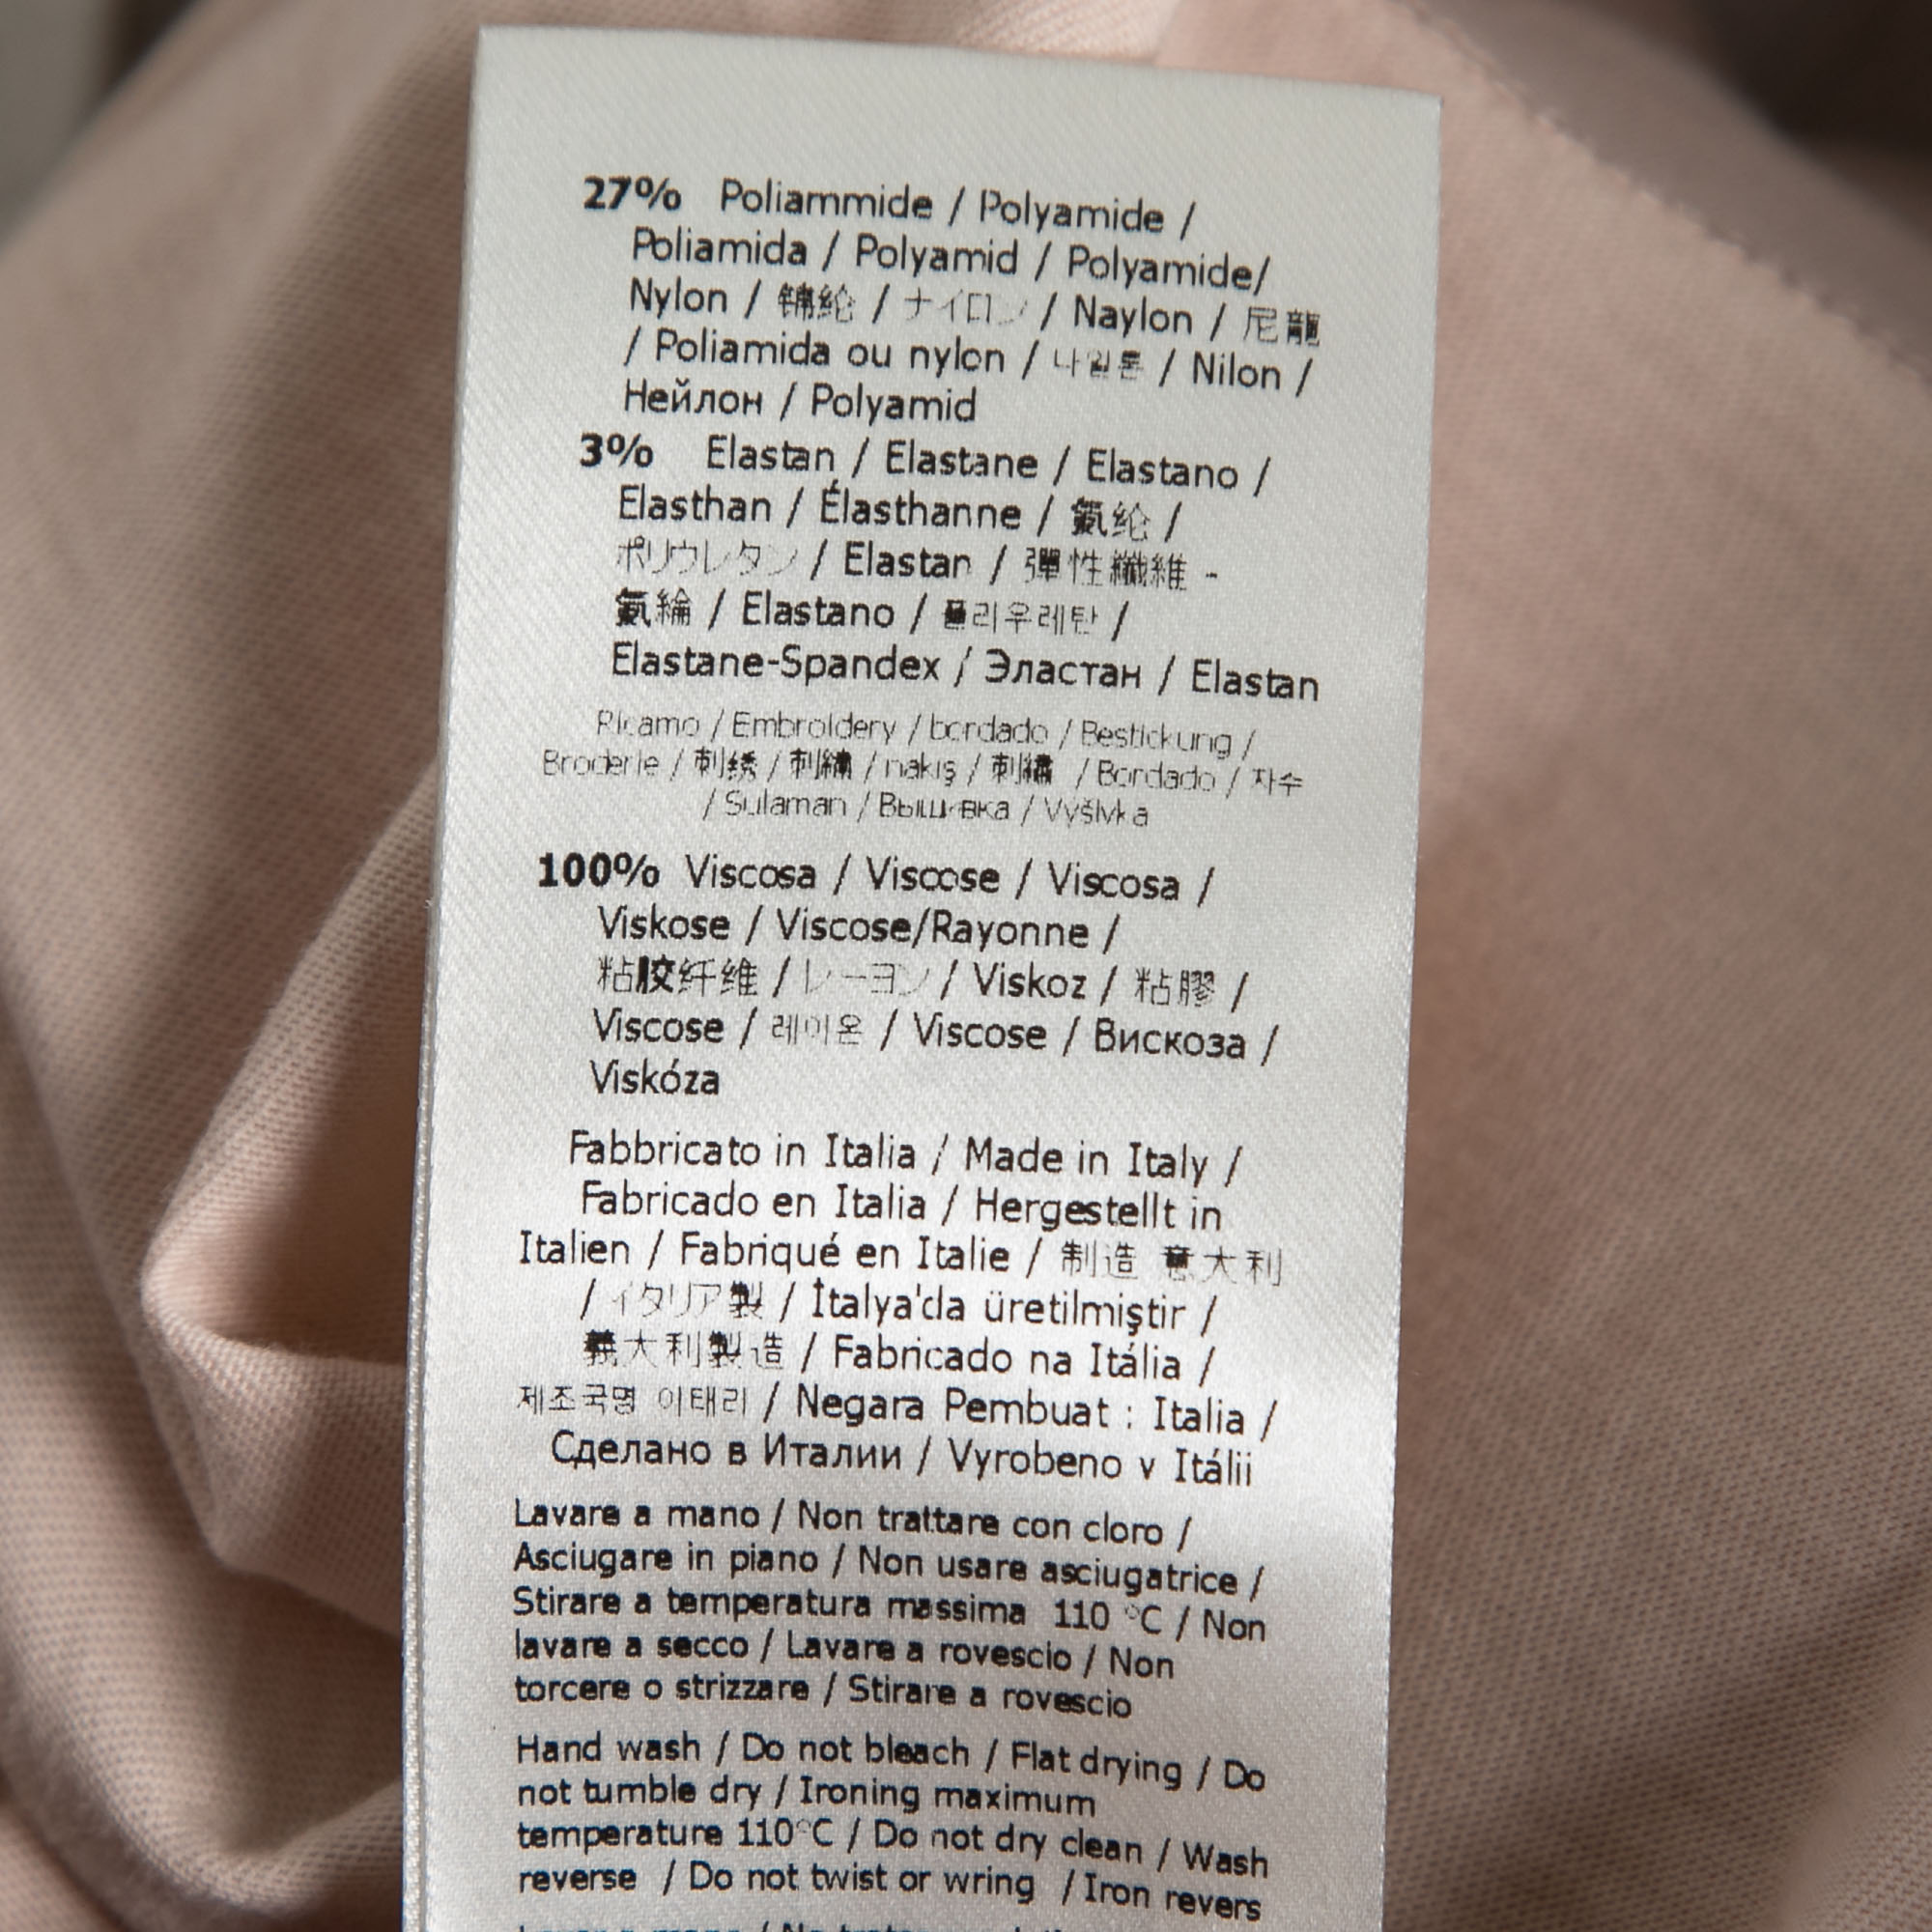 27% Poliammide / Polyamide /
Poliamida / Polyamid / Polyamide/
Nylon / 锦纶 / ナイロン / Naylon / 尼龍
/ Poliamida ou nylon / 나일론 / Nilon /
Нейлон / Polyamid
3% Elastan / Elastane / Elastano /
Elasthan / Élasthanne / 氨纶 /
ポリウレタン / Elastan / 彈性纖維 -
氨綸 / Elastano / 폴리우레탄 /
Elastane-Spandex / Эластан / Elastan
Ricamo / Embroidery / bordado / Bestickung /
Broderie / 刺绣 / 刺繍 / nakış / 刺繡 / Bordado / 자수
/ Sulaman / Вышивка / Výšivka
100% Viscosa / Viscose / Viscosa /
Viskose / Viscose/Rayonne /
粘胶纤维 / レーヨン / Viskoz / 粘膠 /
Viscose / 레이온 / Viscose / Вискоза /
Viskóza
Fabbricato in Italia / Made in Italy /
Fabricado en Italia / Hergestellt in
Italien / Fabriqué en Italie / 制造 意大利
/ イタリア製 / İtalya'da üretilmiştir /
義大利製造 / Fabricado na Itália /
제조국명 이태리 / Negara Pembuat : Italia /
Сделано в Италии / Vyrobeno v Itálii
Lavare a mano / Non trattare con cloro /
Asciugare in piano / Non usare asciugatrice /
Stirare a temperatura massima 110 °C / Non
lavare a secco / Lavare a rovescio / Non
torcere o strizzare / Stirare a rovescio
Hand wash / Do not bleach / Flat drying / Do
not tumble dry / Ironing maximum
temperature 110°C / Do not dry clean / Wash
reverse / Do not twist or wring / Iron revers